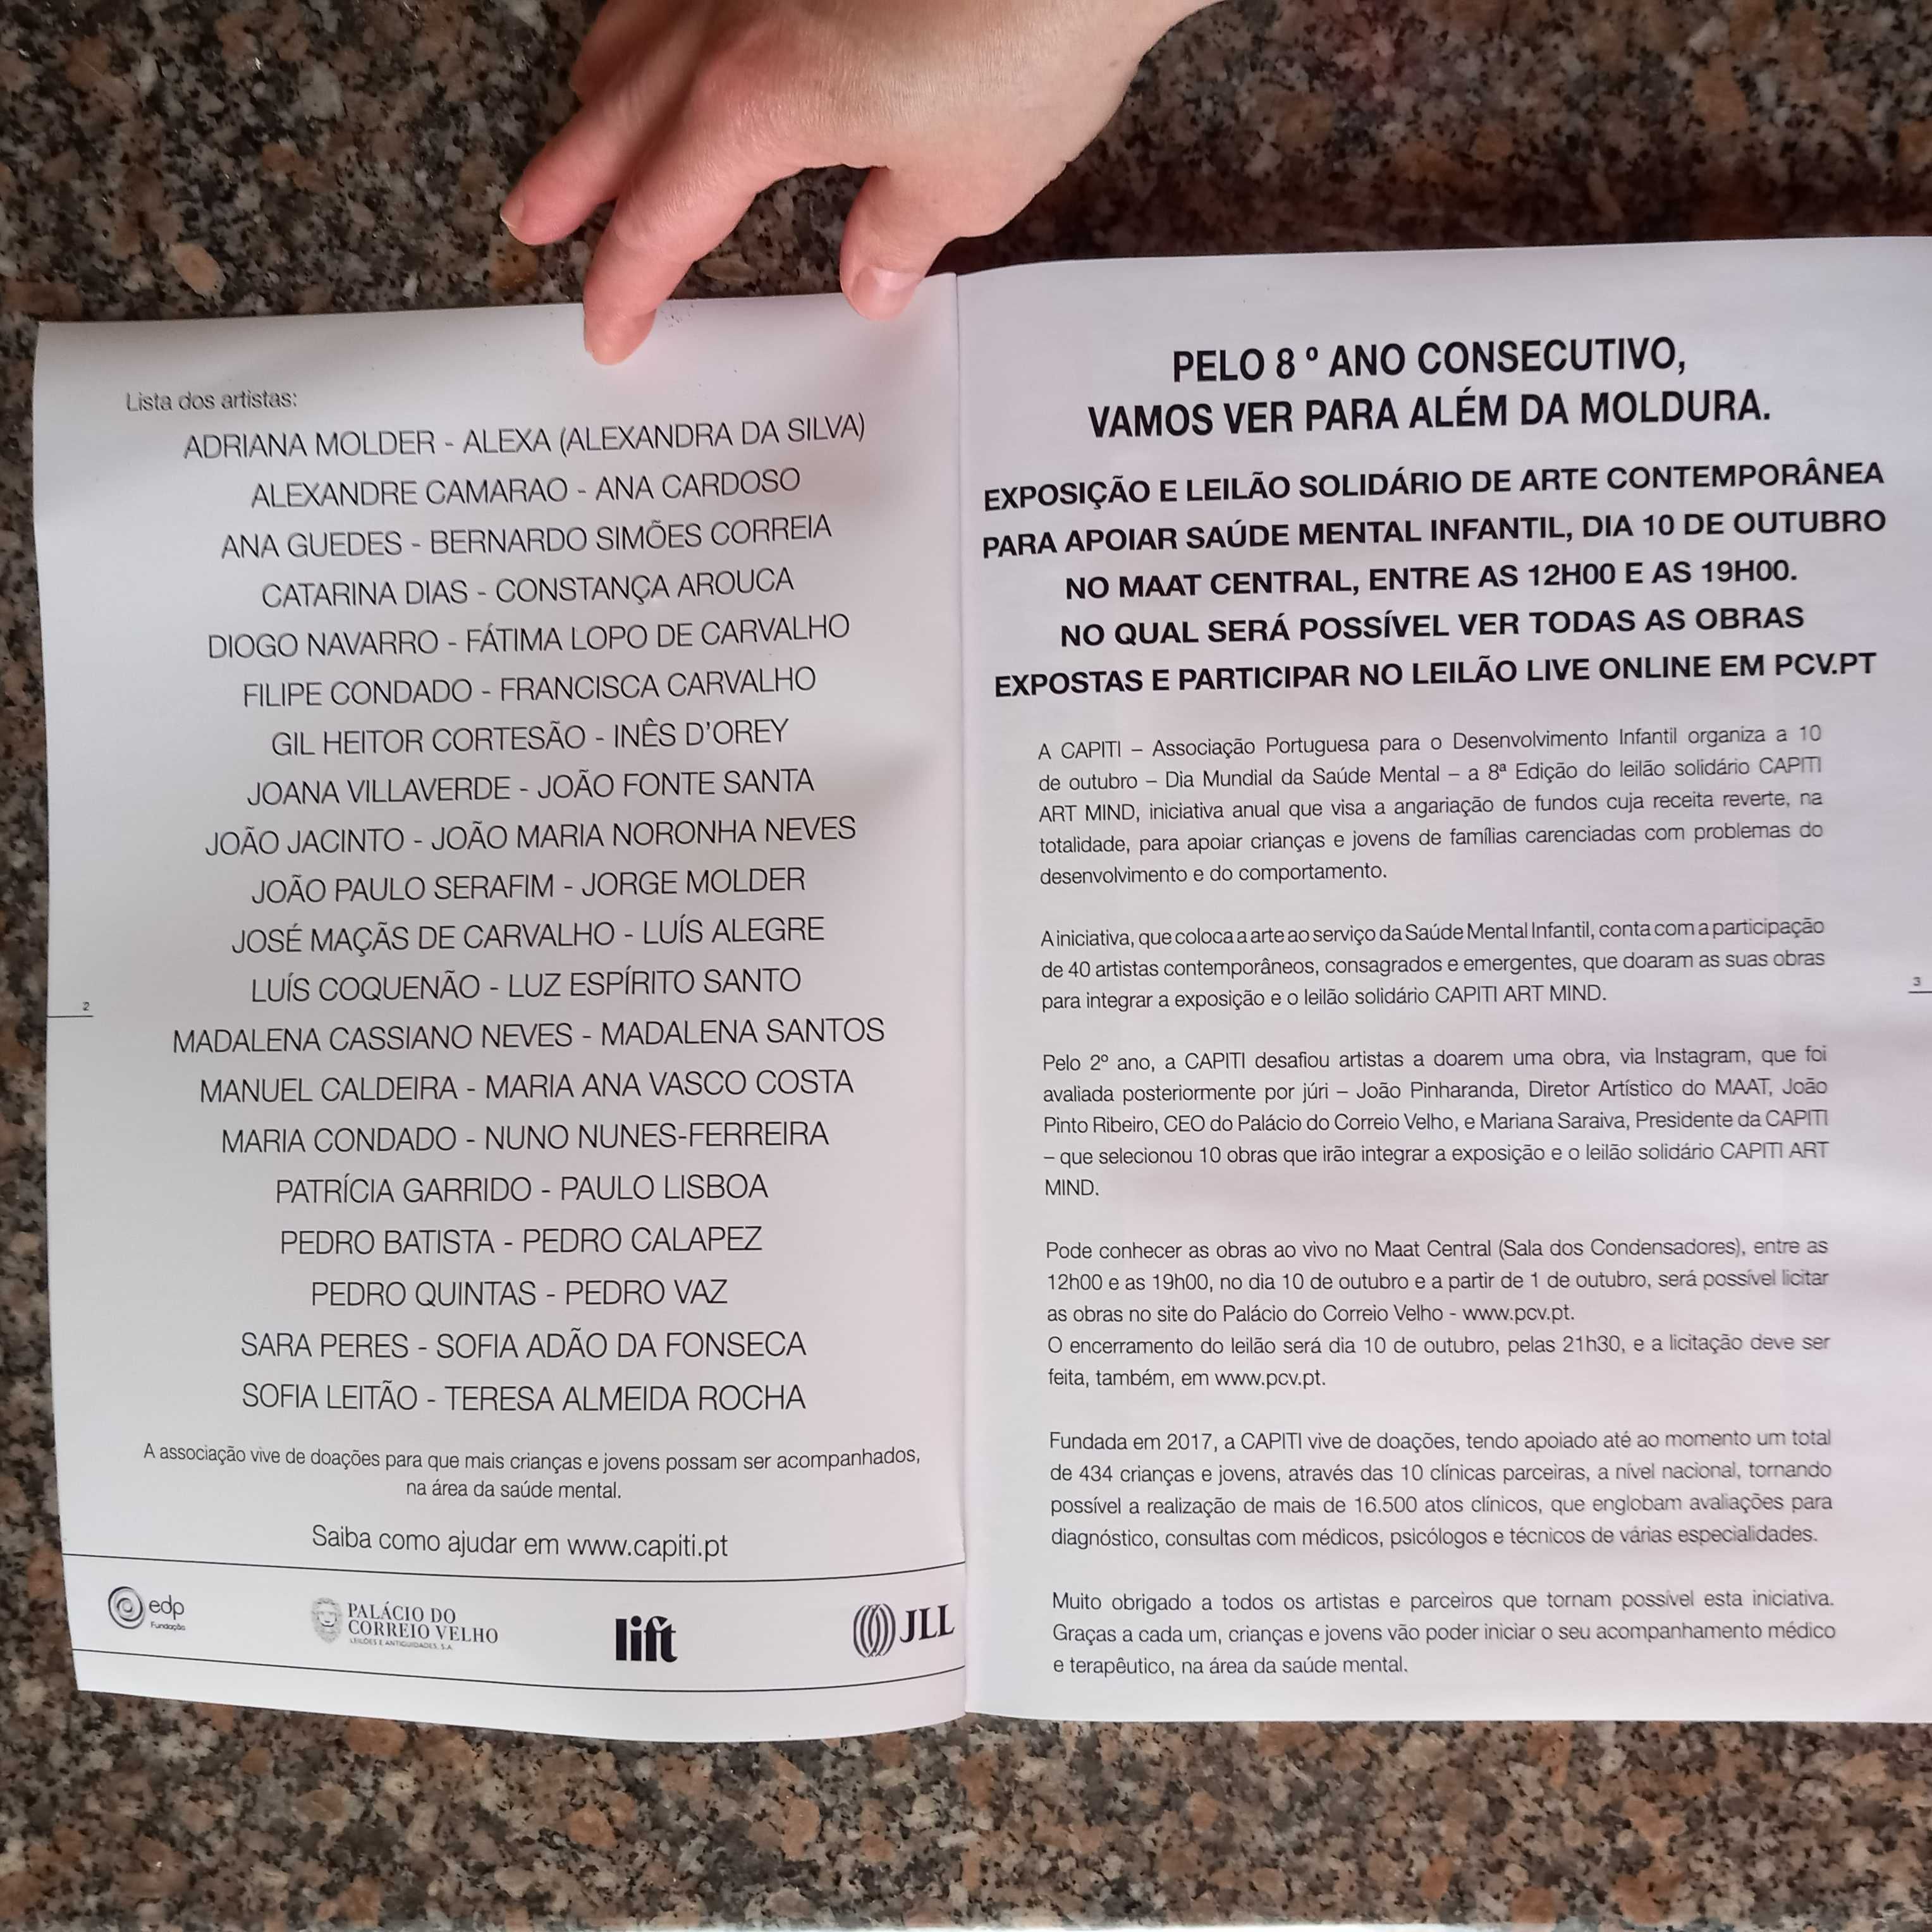 Lista dos artistas:
ADRIANA MOLDER - ALEXA (ALEXANDRA DA SILVA)
ALEXANDRE CAMARAO - ANA CARDOSO
ANA GUEDES - BERNARDO SIMÕES CORREIA
CATARINA DIAS - CONSTANÇA AROUCA
DIOGO NAVARRO - FÁTIMA LOPO DE CARVALHO
FILIPE CONDADO - FRANCISCA CARVALHO
GIL HEITOR CORTESÃO - INÊS D'OREY
JOANA VILLAVERDE - JOÃO FONTE SANTA
JOÃO JACINTO - JOÃO MARIA NORONHA NEVES
JOÃO PAULO SERAFIM - JORGE MOLDER
JOSÉ MAÇÃS DE CARVALHO - LUÍS ALEGRE
LUÍS COQUENÃO - LUZ ESPÍRITO SANTO
MADALENA CASSIANO NEVES - MADALENA SANTOS
MANUEL CALDEIRA - MARIA ANA VASCO COSTA
MARIA CONDADO - NUNO NUNES-FERREIRA
PATRÍCIA GARRIDO - PAULO LISBOA
PEDRO BATISTA - PEDRO CALAPEZ
PEDRO QUINTAS - PEDRO VAZ
SARA PERES - SOFIA ADÃO DA FONSECA
SOFIA LEITÃO - TERESA ALMEIDA ROCHA
A associação vive de doações para que mais crianças e jovens possam ser acompanhados,
na área da saúde mental.
Saiba como ajudar em www.capiti.pt
edp
Fundação
PALÁCIO DO
CORREIO VELHO
LEILÕES E ANTIGUIDADES, S.A.
lift
JLL
2
PELO 8 º ANO CONSECUTIVO,
VAMOS VER PARA ALÉM DA MOLDURA.
EXPOSIÇÃO E LEILÃO SOLIDÁRIO DE ARTE CONTEMPORÂNEA
PARA APOIAR SAÚDE MENTAL INFANTIL, DIA 10 DE OUTUBRO
NO MAAT CENTRAL, ENTRE AS 12H00 E AS 19H00.
NO QUAL SERÁ POSSÍVEL VER TODAS AS OBRAS
EXPOSTAS E PARTICIPAR NO LEILÃO LIVE ONLINE EM PCV.PT
A CAPITI – Associação Portuguesa para o Desenvolvimento Infantil organiza a 10
de outubro – Dia Mundial da Saúde Mental – a 8ª Edição do leilão solidário CAPITI
ART MIND, iniciativa anual que visa a angariação de fundos cuja receita reverte, na
totalidade, para apoiar crianças e jovens de famílias carenciadas com problemas do
desenvolvimento e do comportamento.
A iniciativa, que coloca a arte ao serviço da Saúde Mental Infantil, conta com a participação
de 40 artistas contemporâneos, consagrados e emergentes, que doaram as suas obras
para integrar a exposição e o leilão solidário CAPITI ART MIND.
Pelo 2º ano, a CAPITI desafiou artistas a doarem uma obra, via Instagram, que foi
avaliada posteriormente por júri – João Pinharanda, Diretor Artístico do MAAT, João
Pinto Ribeiro, CEO do Palácio do Correio Velho, e Mariana Saraiva, Presidente da CAPITI
– que selecionou 10 obras que irão integrar a exposição e o leilão solidário CAPITI ART
MIND.
Pode conhecer as obras ao vivo no Maat Central (Sala dos Condensadores), entre as
12h00 e as 19h00, no dia 10 de outubro e a partir de 1 de outubro, será possível licitar
as obras no site do Palácio do Correio Velho - www.pcv.pt.
O encerramento do leilão será dia 10 de outubro, pelas 21h30, e a licitação deve ser
feita, também, em www.pcv.pt.
Fundada em 2017, a CAPITI vive de doações, tendo apoiado até ao momento um total
de 434 crianças e jovens, através das 10 clínicas parceiras, a nível nacional, tornando
possível a realização de mais de 16.500 atos clínicos, que englobam avaliações para
diagnóstico, consultas com médicos, psicólogos e técnicos de várias especialidades.
Muito obrigado a todos os artistas e parceiros que tornam possível esta iniciativa.
Graças a cada um, crianças e jovens vão poder iniciar o seu acompanhamento médico
e terapêutico, na área da saúde mental.
3